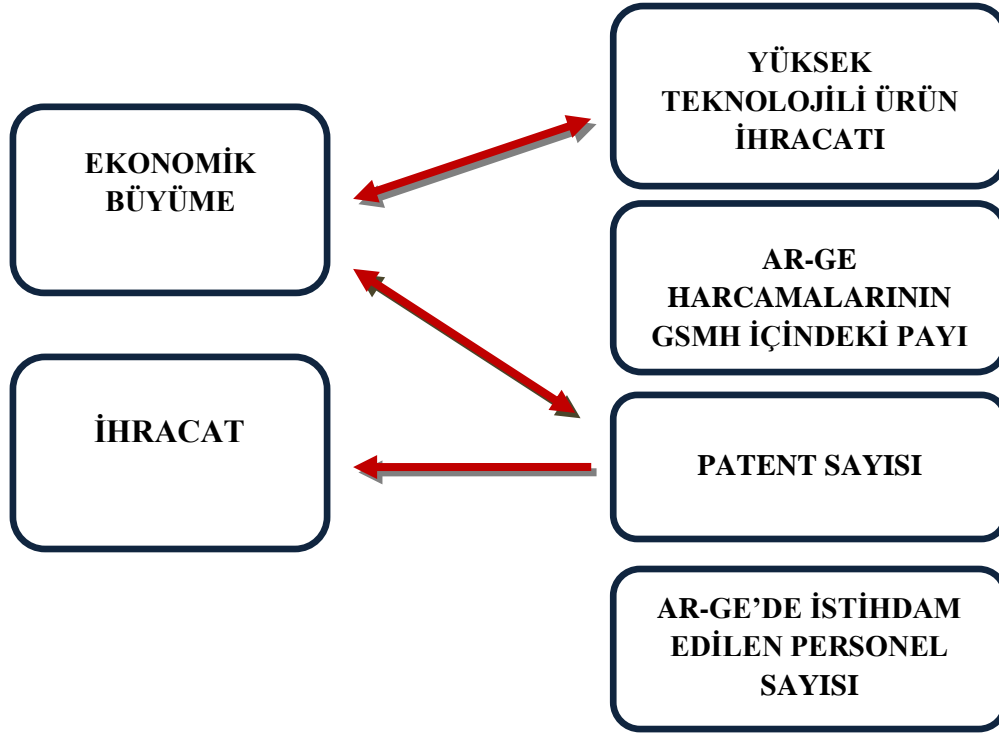 EKONOMİK
BÜYÜME
İHRACAT
YÜKSEK
TEKNOLOJİLİ ÜRÜN
İHRACATI
AR-GE
HARCAMALARININ
GSMH İÇİNDEKİ PAYI
PATENT SAYISI
AR-GE’DE İSTİHDAM
EDİLEN PERSONEL
SAYISI